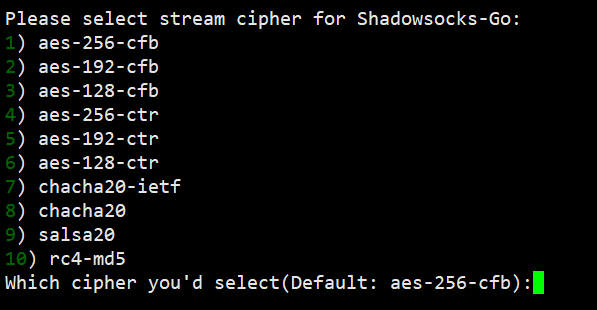 Please select stream cipher for Shadowsocks-Go:
1) aes-256-cfb
2) aes-192-cfb
3) aes-128-cfb
4) aes-256-ctr
5) aes-192-ctr
6) aes-128-ctr
7) chacha20-ietf
8) chacha20
9) salsa20
10) rc4-md5
Which cipher you'd select(Default: aes-256-cfb):